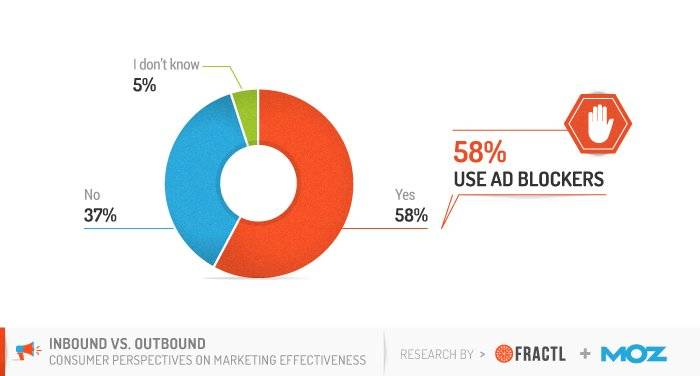 I don't know
5%
No
37%
Yes
58%
58%
USE AD BLOCKERS
INBOUND VS. OUTBOUND
CONSUMER PERSPECTIVES ON MARKETING EFFECTIVENESS
RESEARCH BY > FRACTL + MOZ